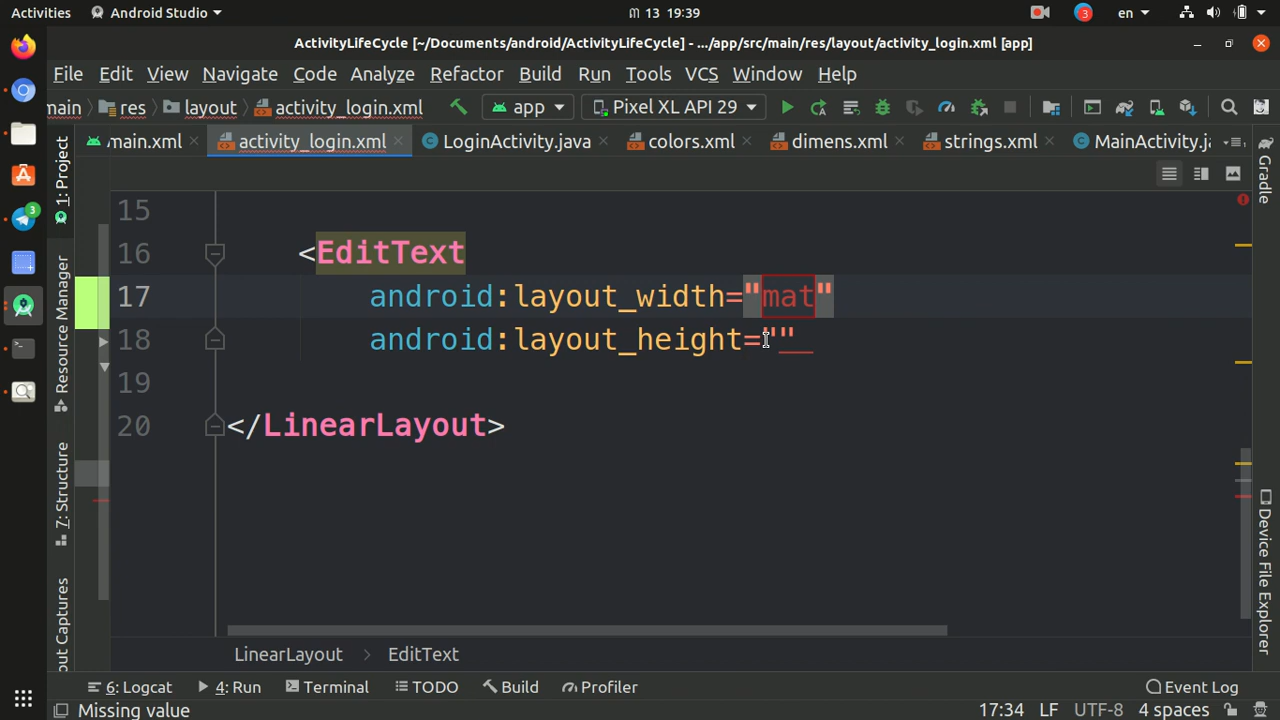 Activities Android Studio ന 13 19:39 3 en
ActivityLifeCycle [~/Documents/android/ActivityLifeCycle] - .../app/src/main/res/layout/activity_login.xml [app]
File Edit View Navigate Code Analyze Refactor Build Run Tools VCS Window Help
main res layout activity_login.xml app Pixel XL API 29
main.xml activity_login.xml LoginActivity.java colors.xml dimens.xml strings.xml MainActivity.ja
1: Project
Resource Manager
7: Structure
out Captures
Gradle
Device File Explorer
3
15
16 <EditText
17 android:layout_width="mat"
18 android:layout_height=""
19
20 </LinearLayout>
LinearLayout > EditText
6: Logcat 4: Run Terminal TODO Build Profiler Event Log
Missing value 17:34 LF UTF-8 4 spaces